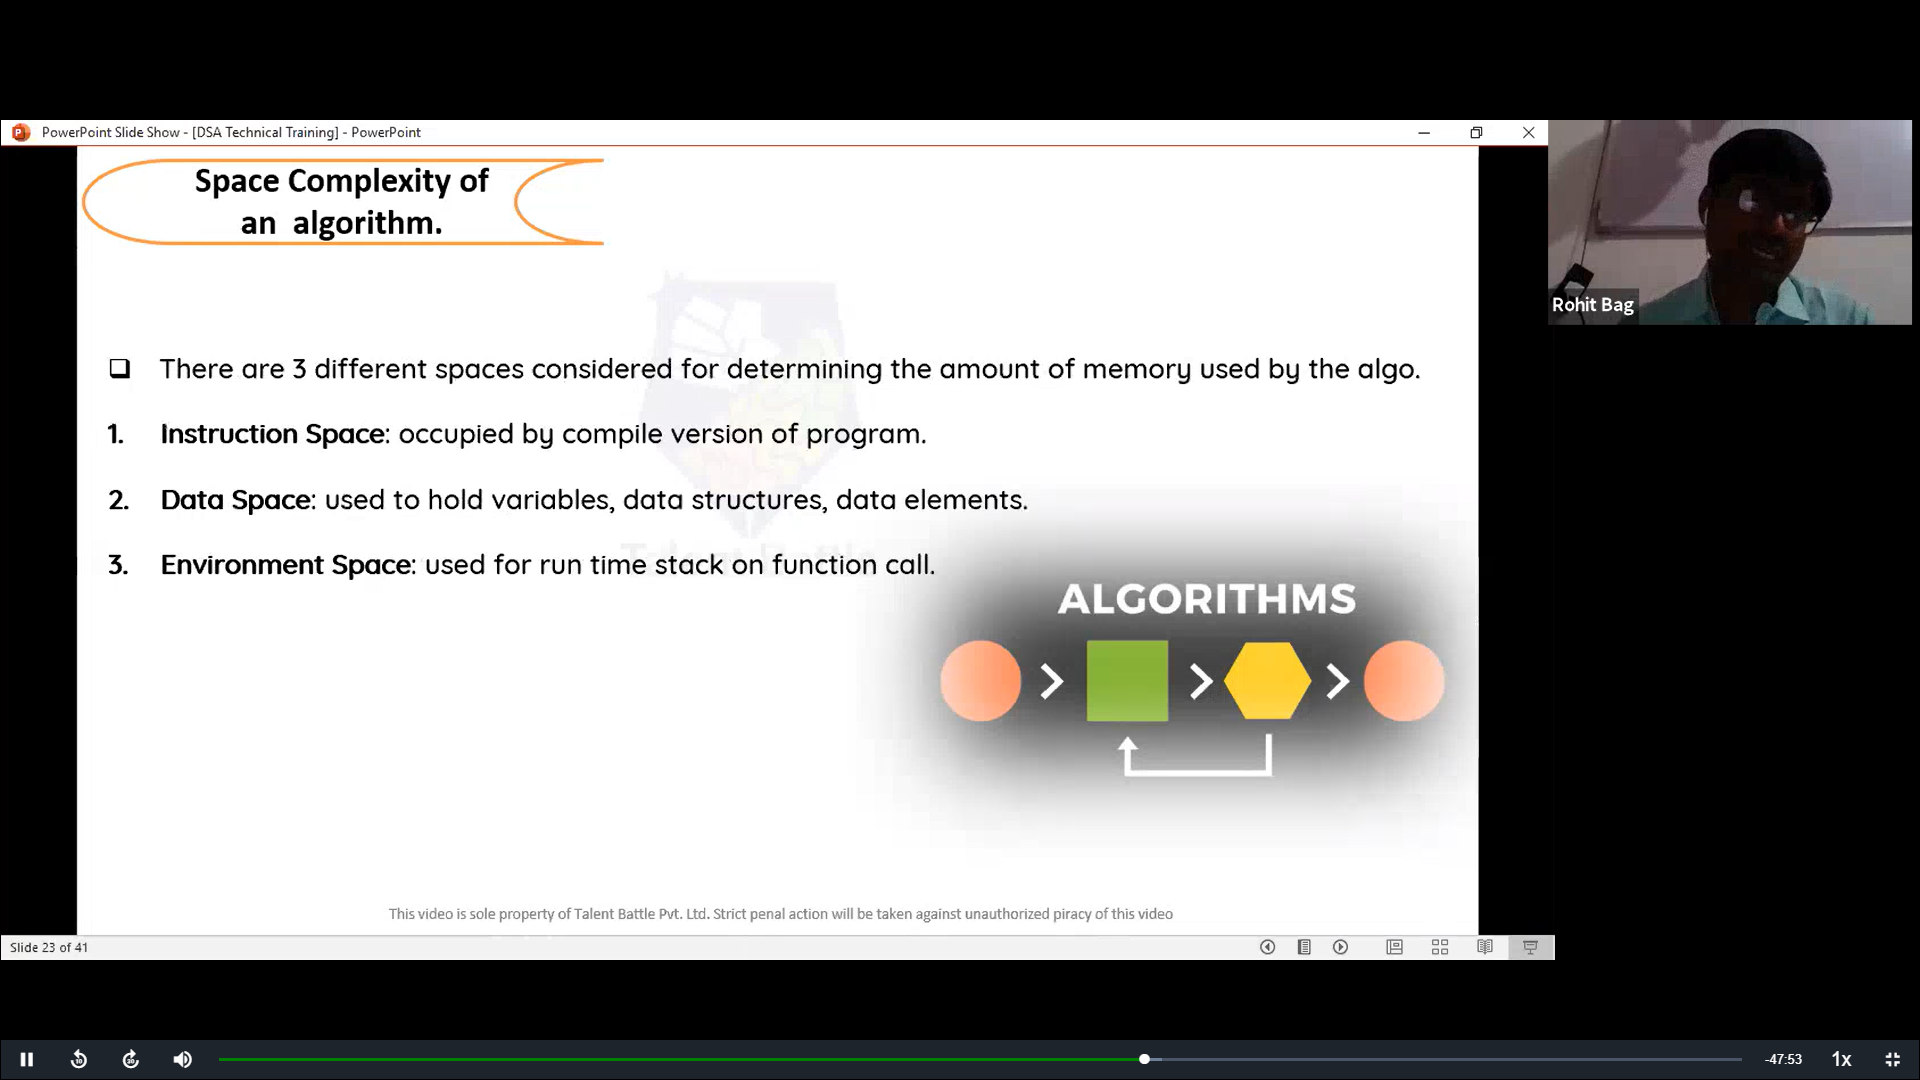 PowerPoint Slide Show - [DSA Technical Training] - PowerPoint
Space Complexity of
an algorithm.
Rohit Bag
There are 3 different spaces considered for determining the amount of memory used by the algo.
1. Instruction Space: occupied by compile version of program.
2. Data Space: used to hold variables, data structures, data elements.
3. Environment Space: used for run time stack on function call.
ALGORITHMS
This video is sole property of Talent Battle Pvt. Ltd. Strict penal action will be taken against unauthorized piracy of this video
Slide 23 of 41
-47:53
1x